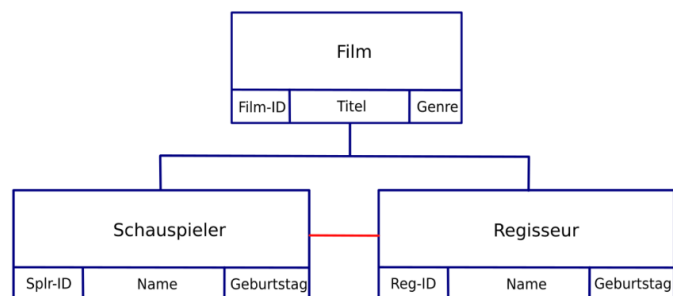 Film
Film-ID Titel Genre
Schauspieler Regisseur
Splr-ID Name Geburtstag Reg-ID Name Geburtstag